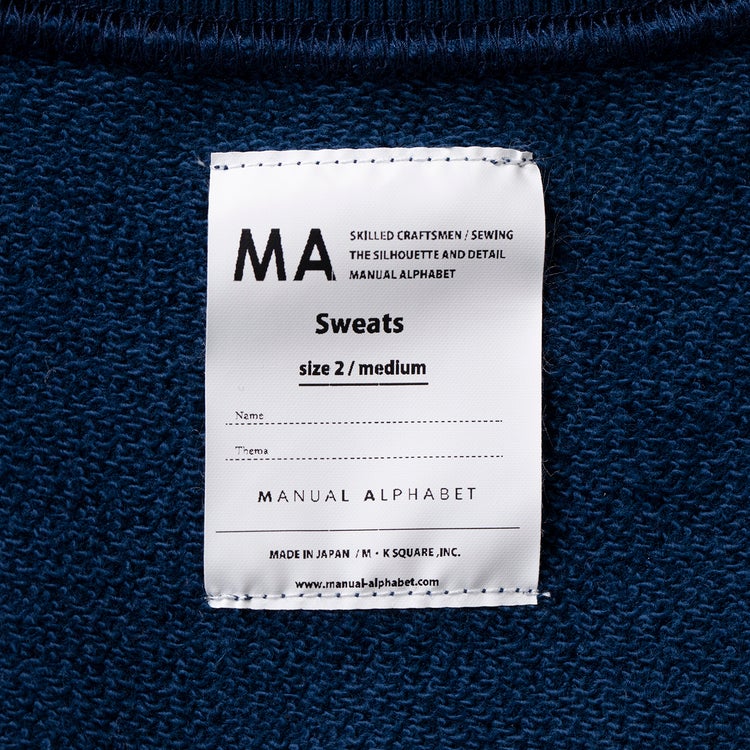 MA
SKILLED CRAFTSMEN / SEWING
THE SILHOUETTE AND DETAIL
MANUAL ALPHABET
Sweats
size 2 / medium
Name
Thema
MANUAL ALPHABET
MADE IN JAPAN / M・K SQUARE ,INC.
www.manual-alphabet.com